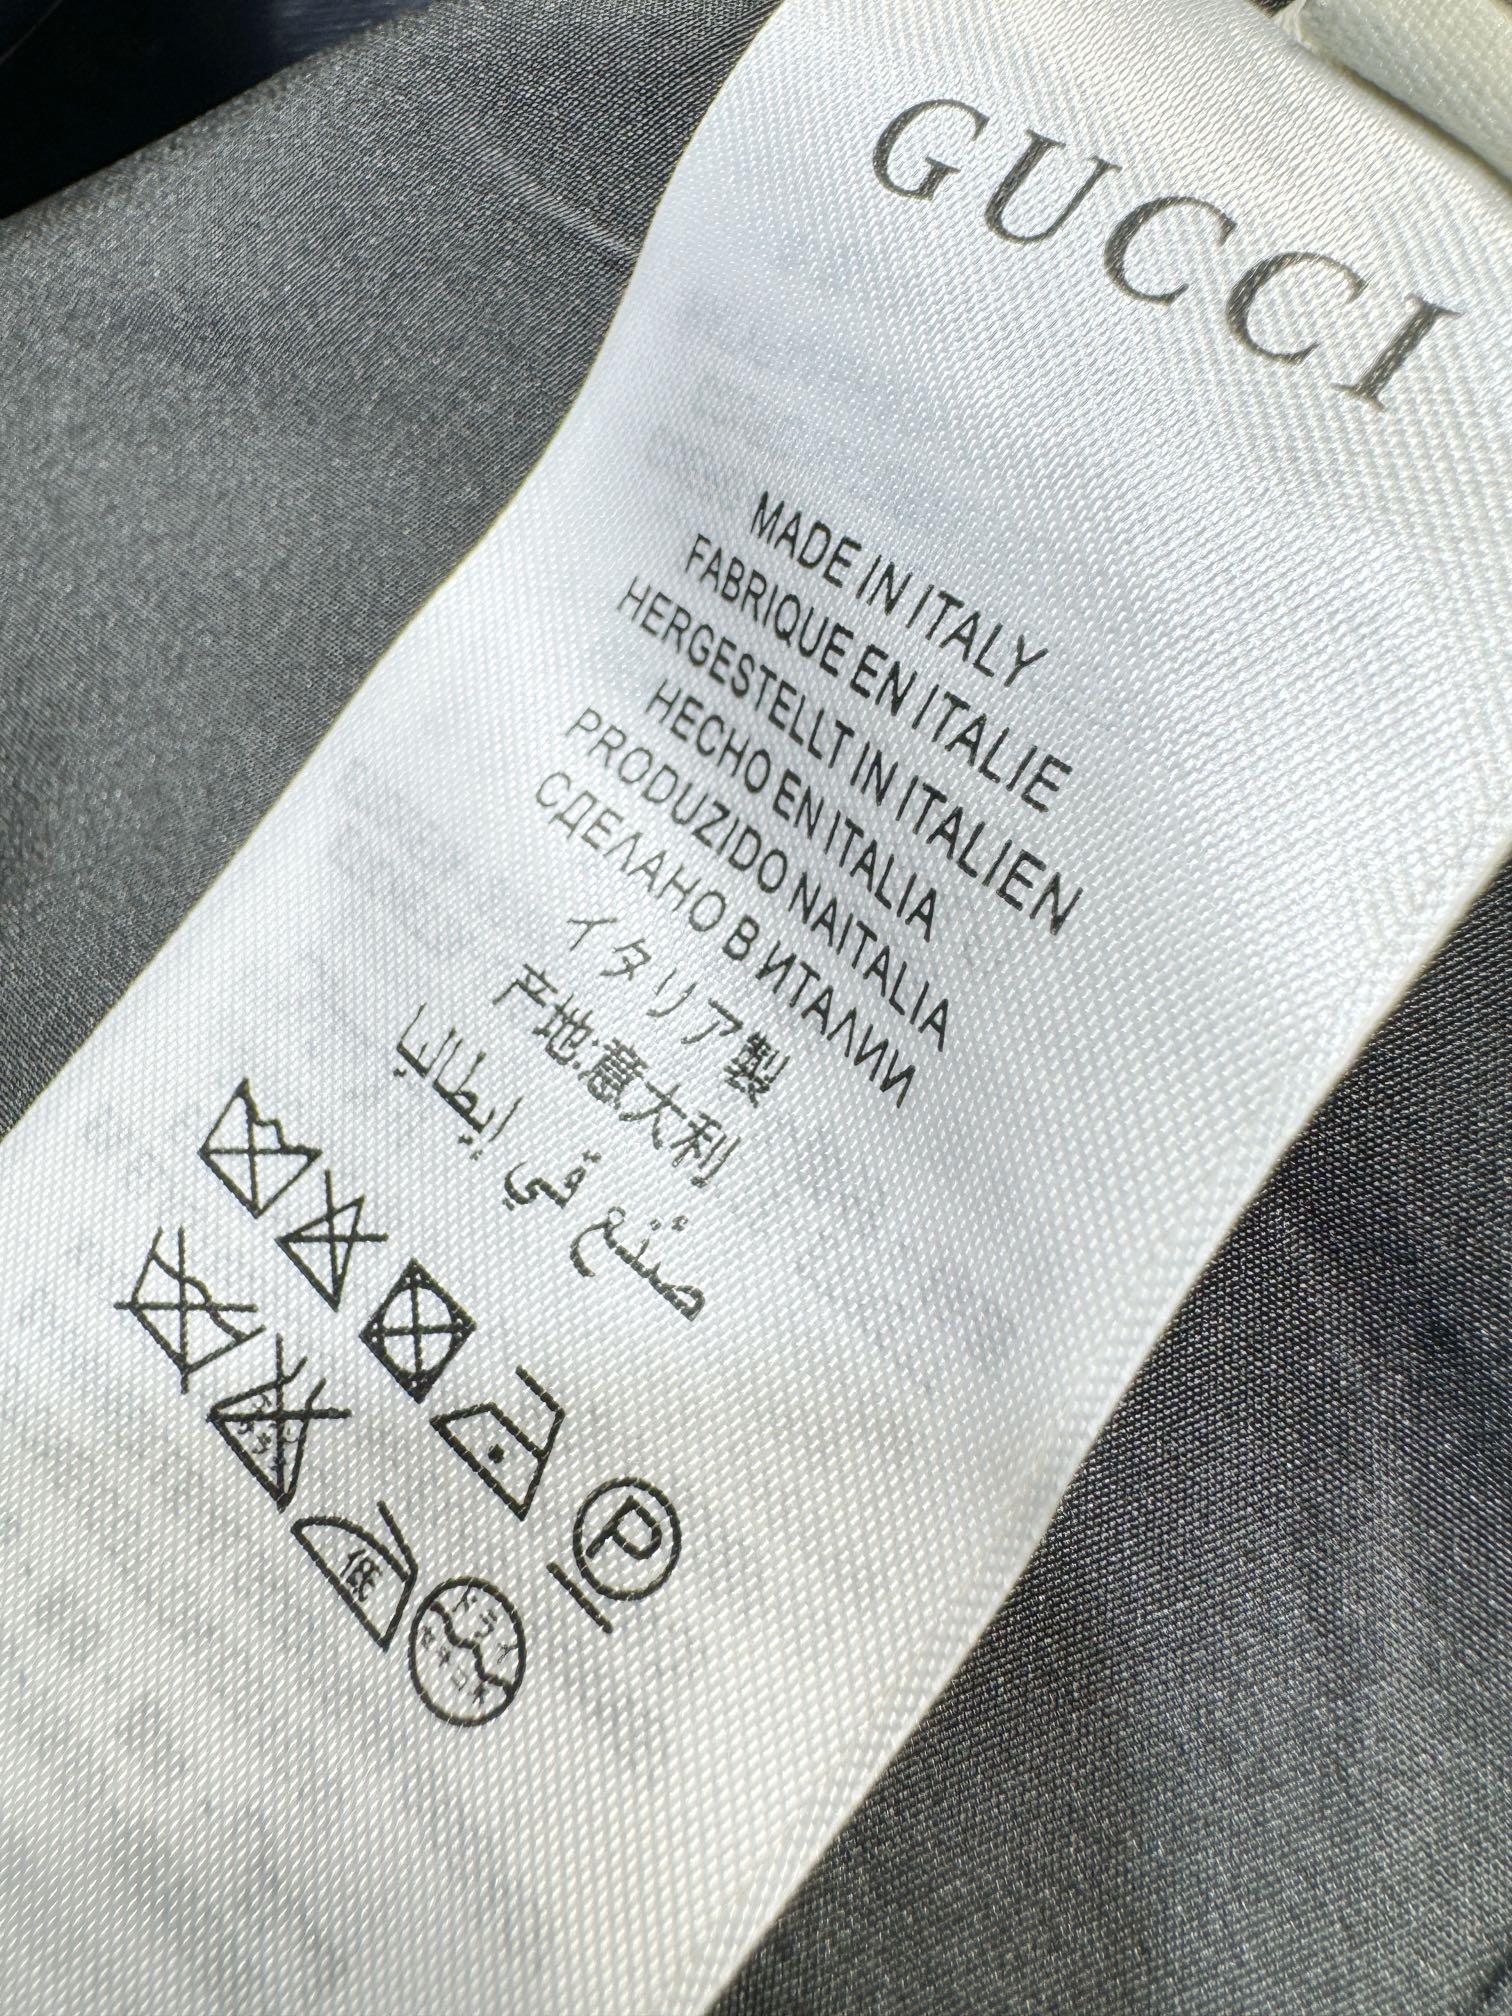 GUCCI
MADE IN ITALY
FABRIQUE EN ITALIE
HERGESTELLT IN ITALIEN
HECHO EN ITALIA
PRODUZIDO NAITALIA
СДЕЛАНО В ИТАЛИИ
イタリア製
产地:意大利
صنع في إيطاليا
P